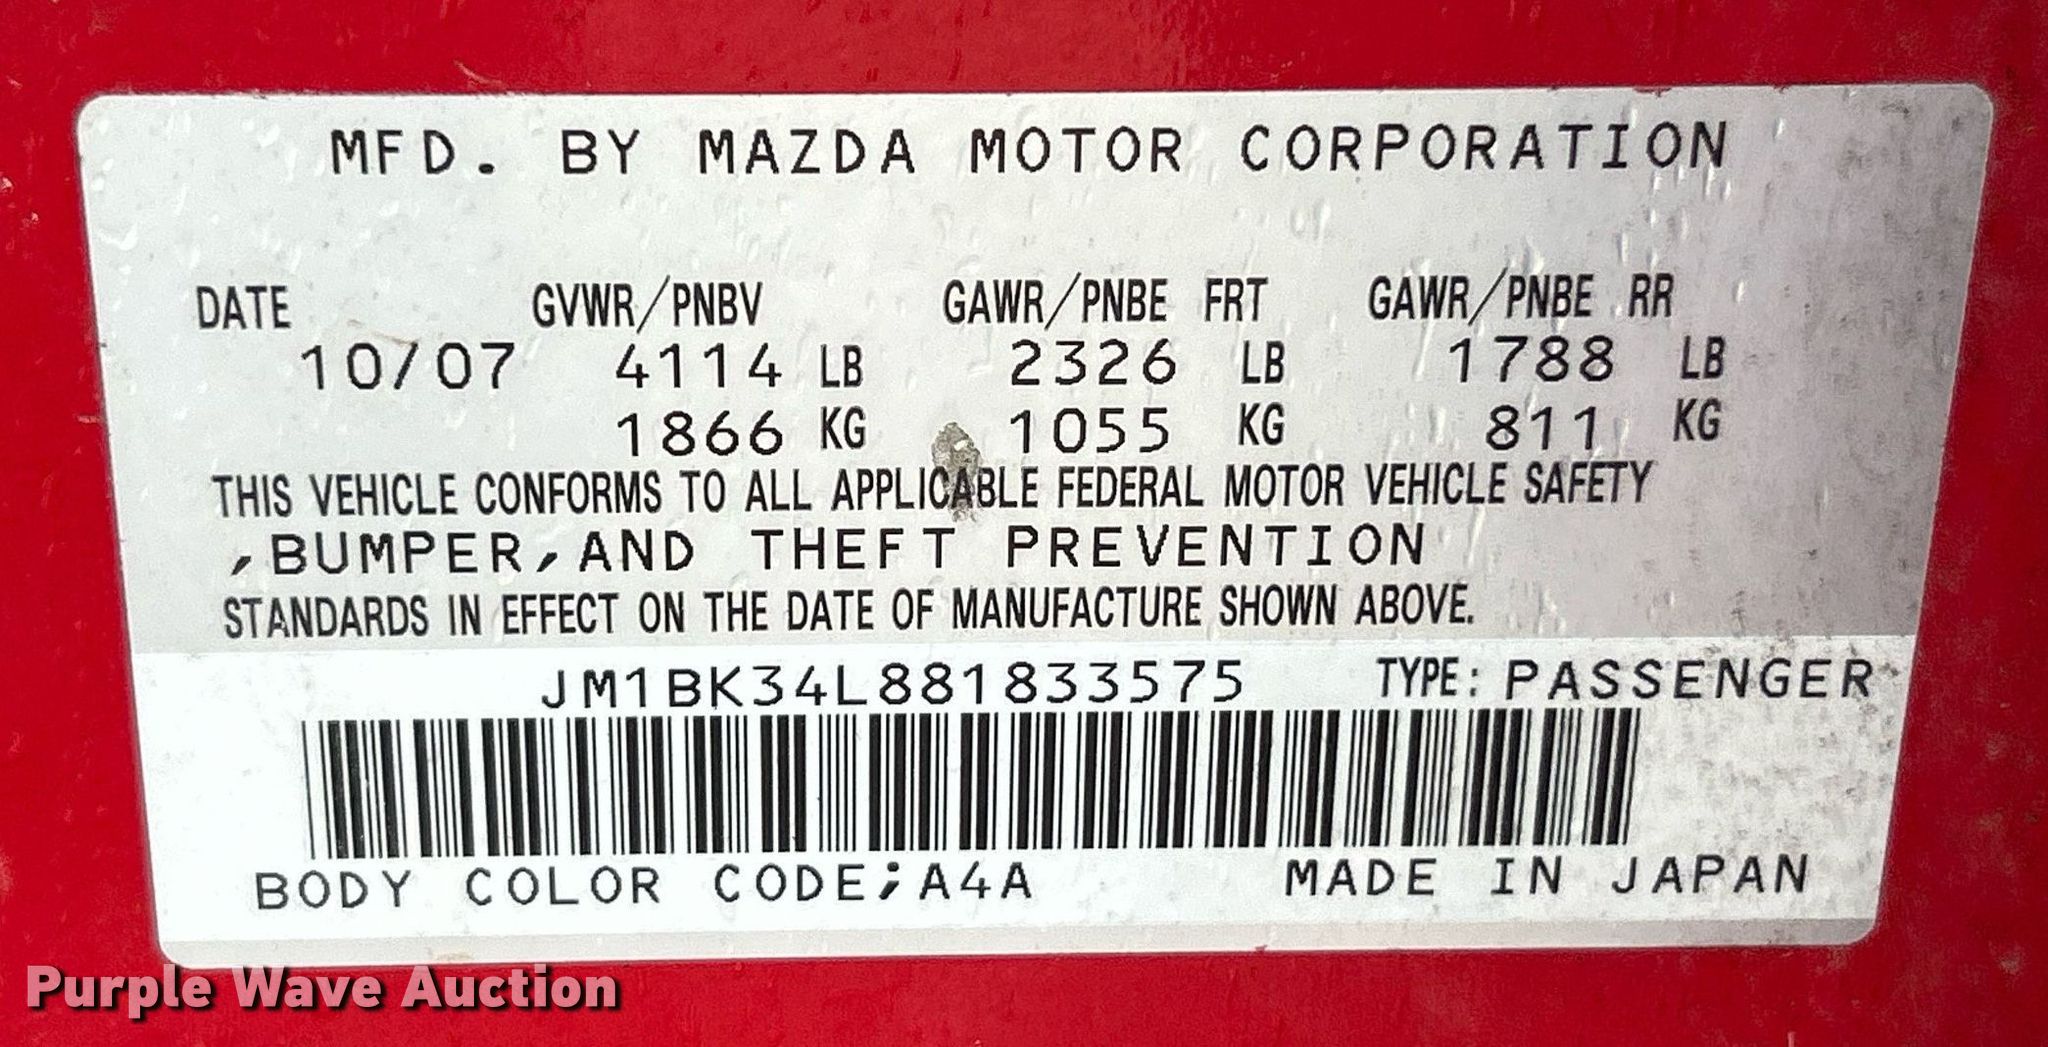 MFD. BY MAZDA MOTOR CORPORATION
DATE GVWR/PNBV GAWR/PNBE FRT GAWR/PNBE RR
10/07 4114 LB 2326 LB 1788 LB
1866 KG 1055 KG 811 KG
THIS VEHICLE CONFORMS TO ALL APPLICABLE FEDERAL MOTOR VEHICLE SAFETY
,BUMPER,AND THEFT PREVENTION
STANDARDS IN EFFECT ON THE DATE OF MANUFACTURE SHOWN ABOVE.
JM1BK34L881833575 TYPE: PASSENGER
BODY COLOR CODE;A4A MADE IN JAPAN
Purple Wave Auction